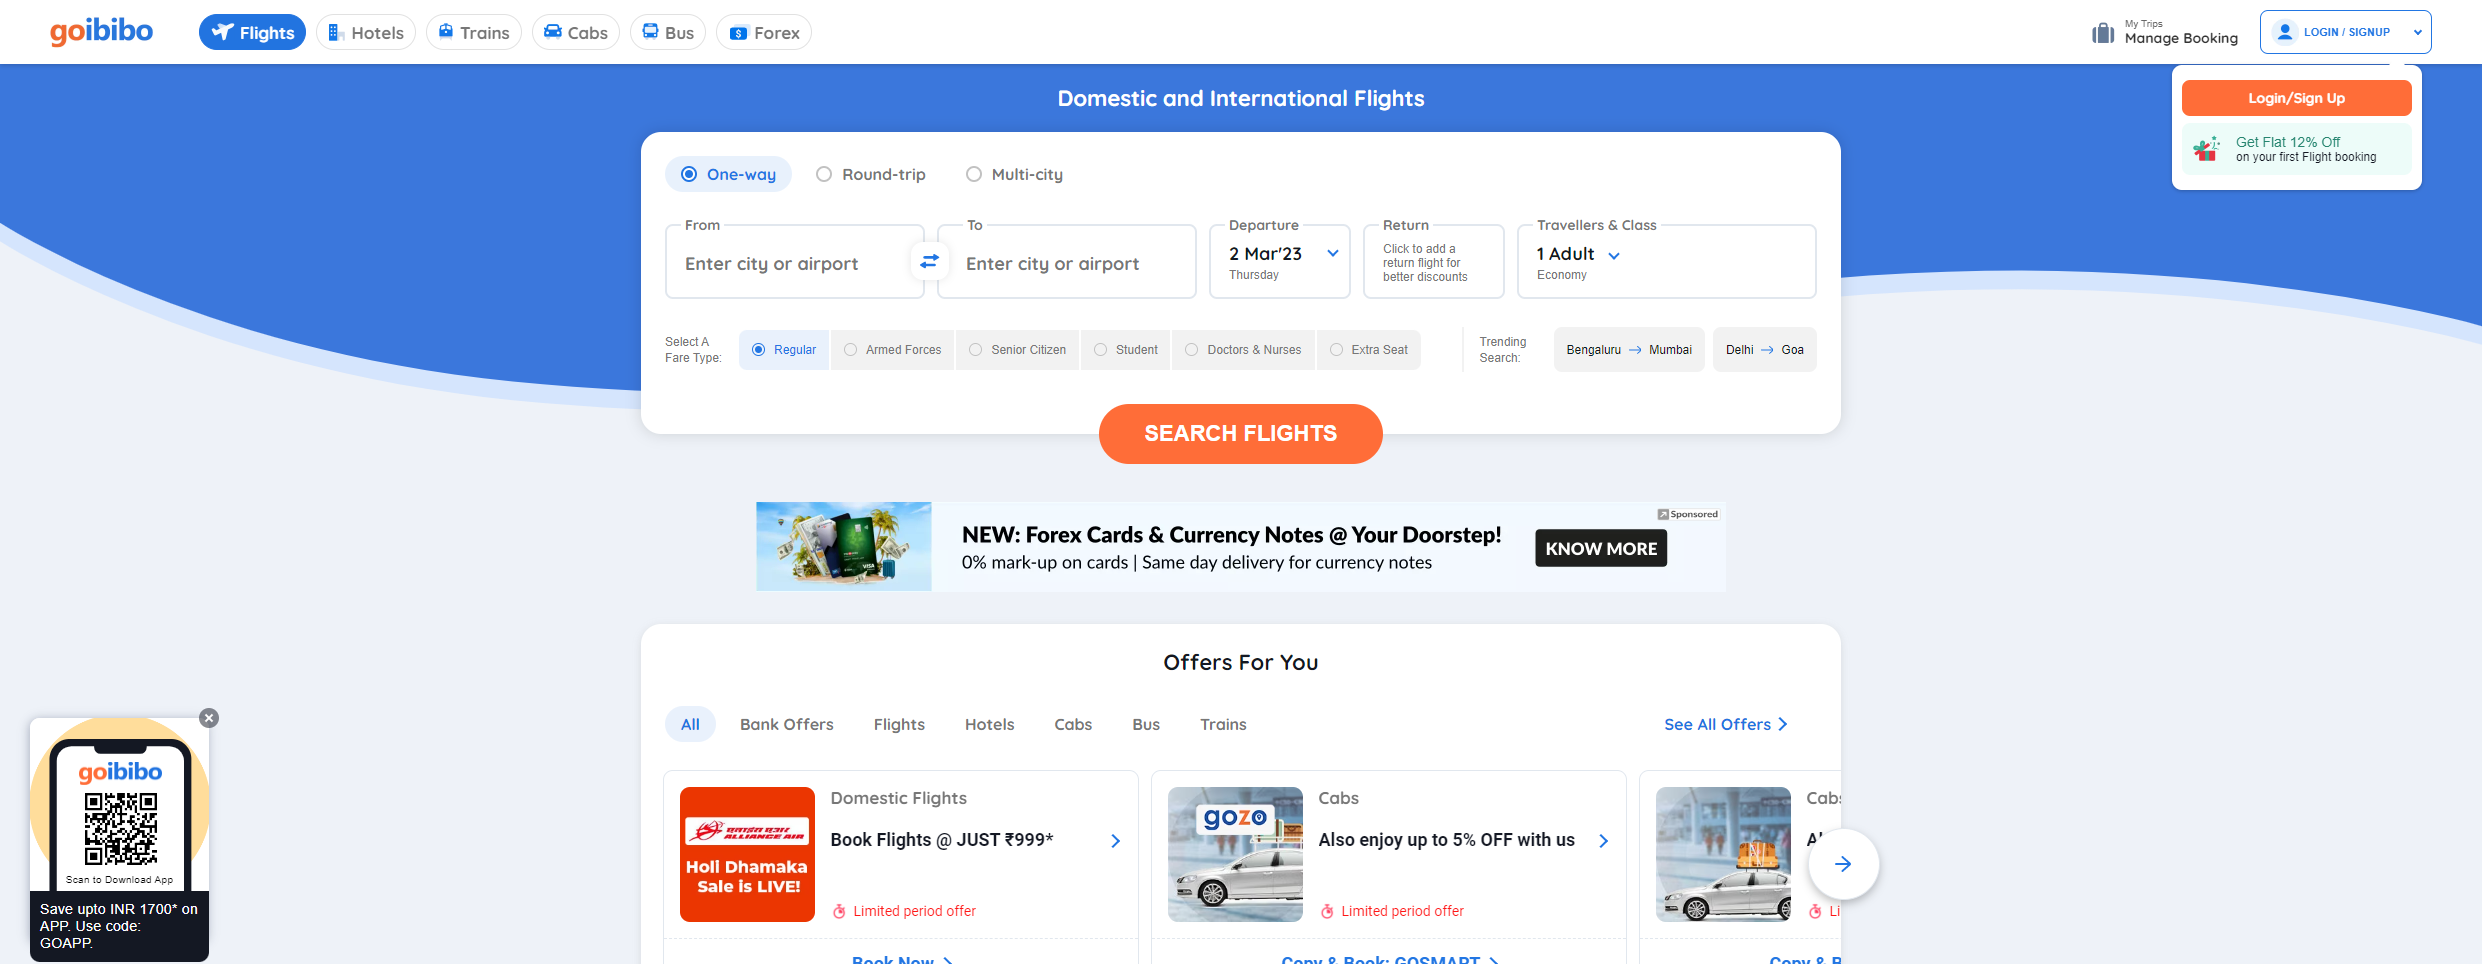 goibibo
Flights
Hotels
Trains
Cabs
Bus
Forex
My Trips
Manage Booking
LOGIN / SIGNUP
Login/Sign Up
Get Flat 12% Off
on your first Flight booking
Domestic and International Flights
One-way
Round-trip
Multi-city
From
Enter city or airport
To
Enter city or airport
Departure
2 Mar'23
Thursday
Return
Click to add a
return flight for
better discounts
Travellers & Class
1 Adult
Economy
Select A
Fare Type:
Regular
Armed Forces
Senior Citizen
Student
Doctors & Nurses
Extra Seat
Trending
Search:
Bengaluru → Mumbai
Delhi → Goa
SEARCH FLIGHTS
NEW: Forex Cards & Currency Notes @ Your Doorstep!
0% mark-up on cards | Same day delivery for currency notes
KNOW MORE
Sponsored
VISA
Offers For You
All
Bank Offers
Flights
Hotels
Cabs
Bus
Trains
See All Offers
एलाइंस एअर
ALLIANCE AIR
Holi Dhamaka
Sale is LIVE!
Domestic Flights
Book Flights @ JUST ₹999*
Limited period offer
Book Now
gozo
Cabs
Also enjoy up to 5% OFF with us
Limited period offer
Copy & Book: GOSMART
Cabs
Li
Copy & B
goibibo
Scan to Download App
Save upto INR 1700* on
APP. Use code:
GOAPP.